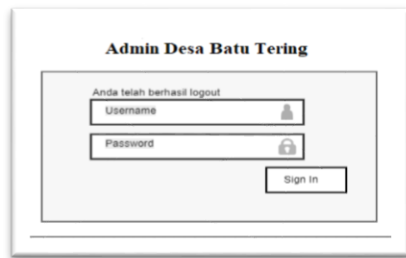 Admin Desa Batu Tering
Anda telah berhasil logout
Username
Password
Sign In